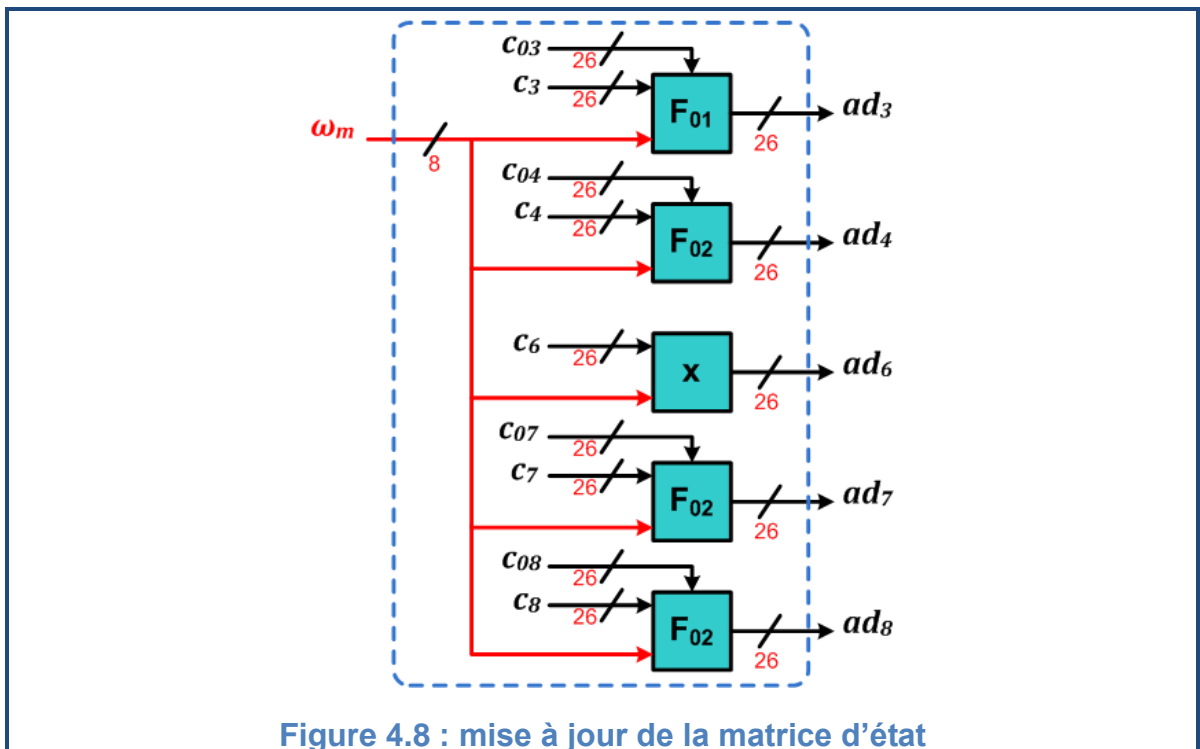 c03
26
c3
26
F01
26
ad3
ωm
8
c04
26
c4
26
F02
26
ad4
c6
26
x
26
ad6
c07
26
c7
26
F02
26
ad7
c08
26
c8
26
F02
26
ad8
Figure 4.8 : mise à jour de la matrice d'état